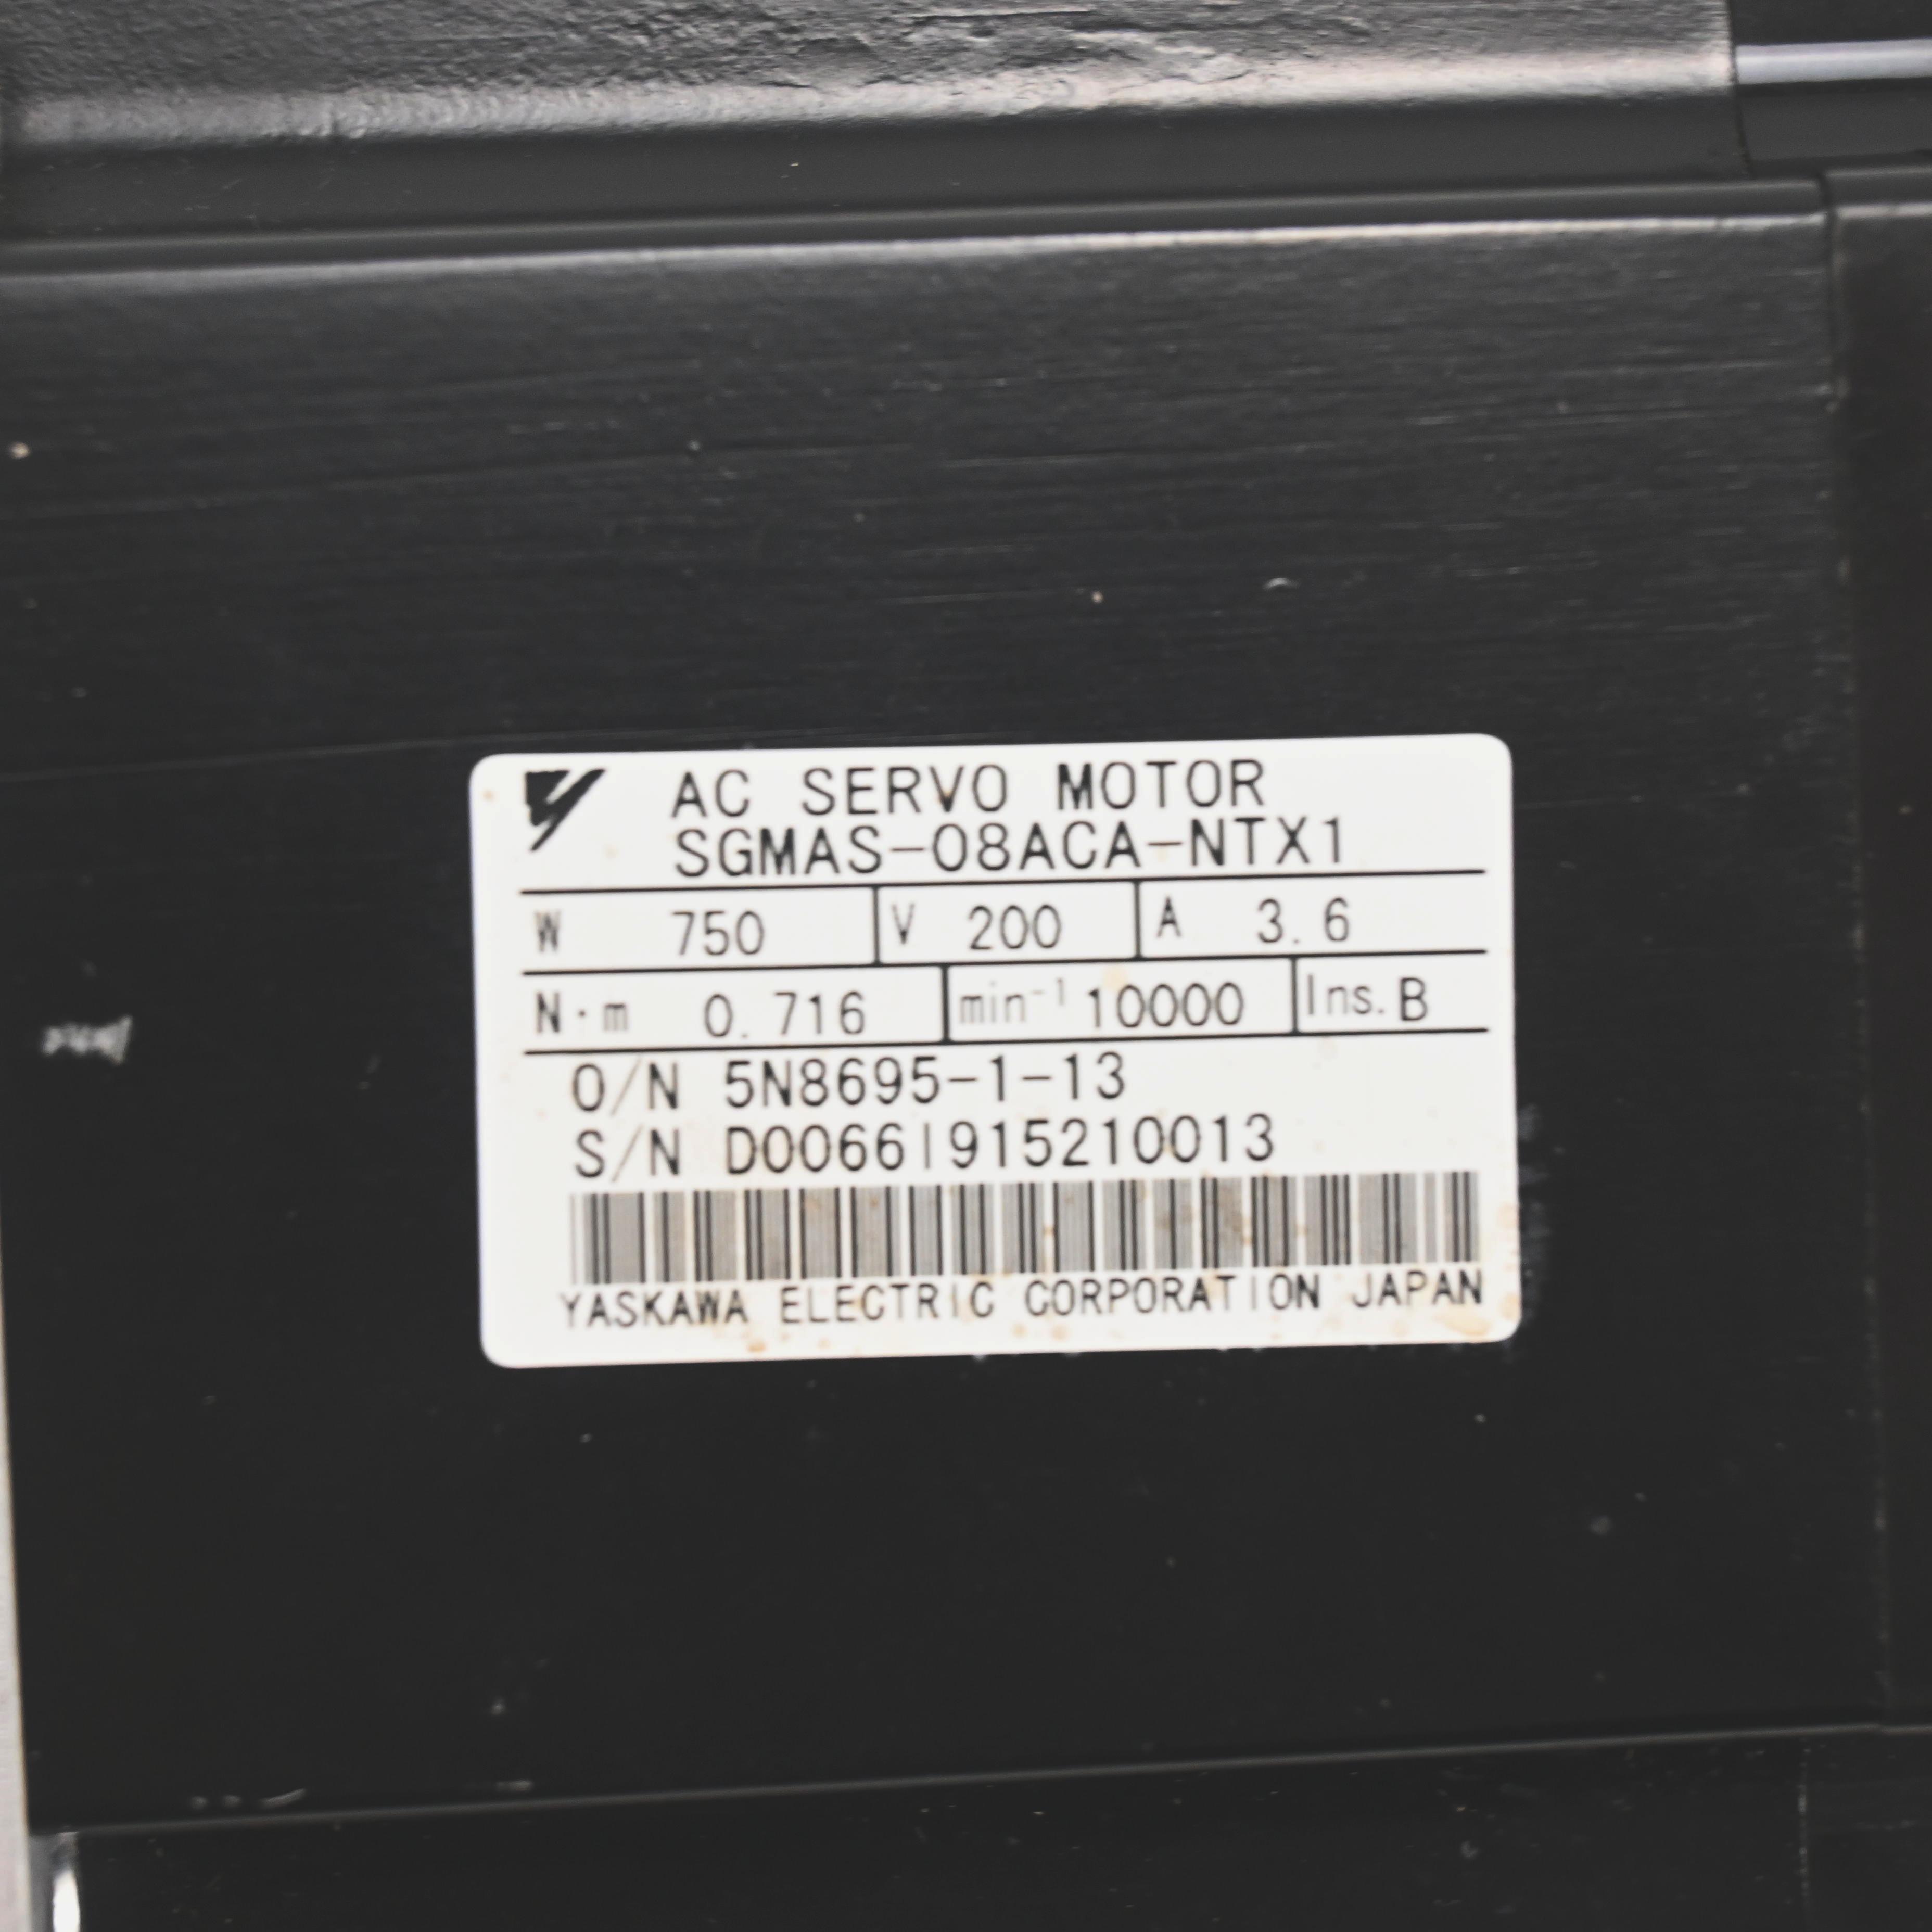 AC SERVO MOTOR
SGMAS-08ACA-NTX1
W 750 V 200 A 3.6
N·m 0.716 min⁻¹ 10000 Ins. B
O/N 5N8695-1-13
S/N D0066I915210013
YASKAWA ELECTRIC CORPORATION JAPAN